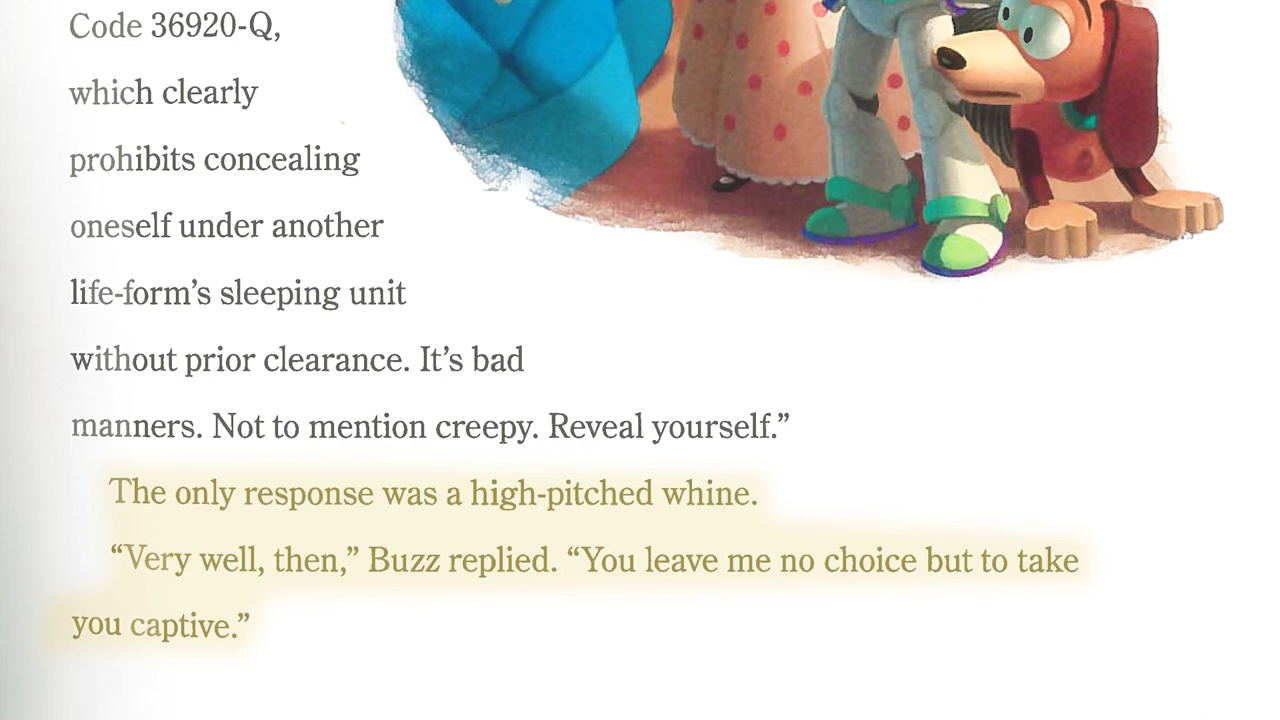 Code 36920-Q,
which clearly
prohibits concealing
oneself under another
life-form’s sleeping unit
without prior clearance. It’s bad
manners. Not to mention creepy. Reveal yourself.”
The only response was a high-pitched whine.
“Very well, then,” Buzz replied. “You leave me no choice but to take
you captive.”